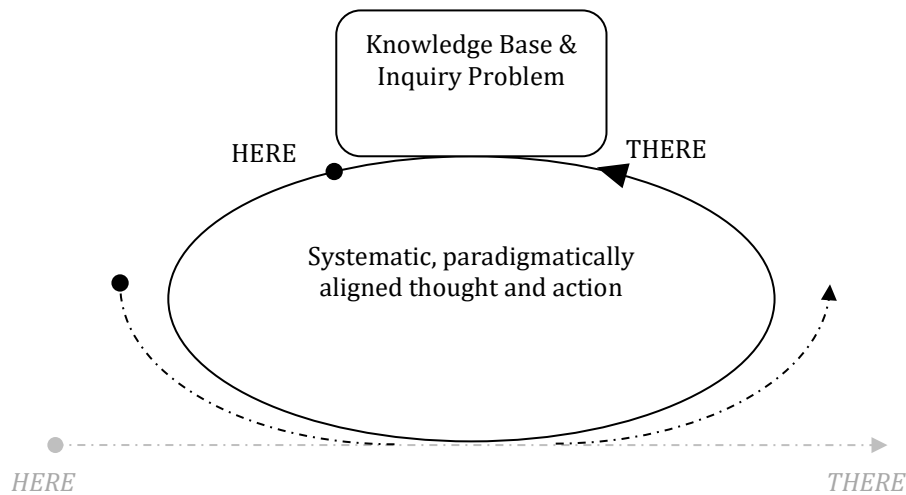 Knowledge Base &
Inquiry Problem
HERE
THERE
Systematic, paradigmatically
aligned thought and action
HERE
THERE